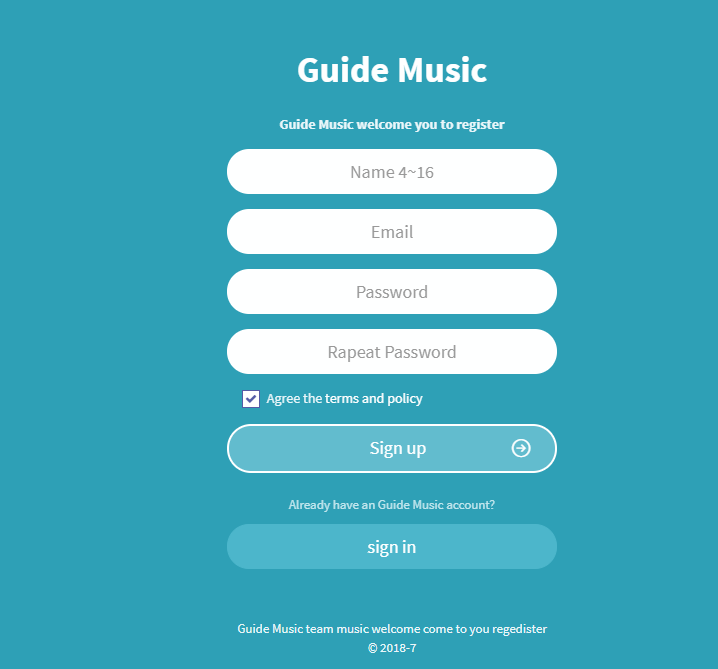 Guide Music
Guide Music welcome you to register
Name 4~16
Email
Password
Rapeat Password
Agree the terms and policy
Sign up
Already have an Guide Music account?
sign in
Guide Music team music welcome come to you regedister
© 2018-7